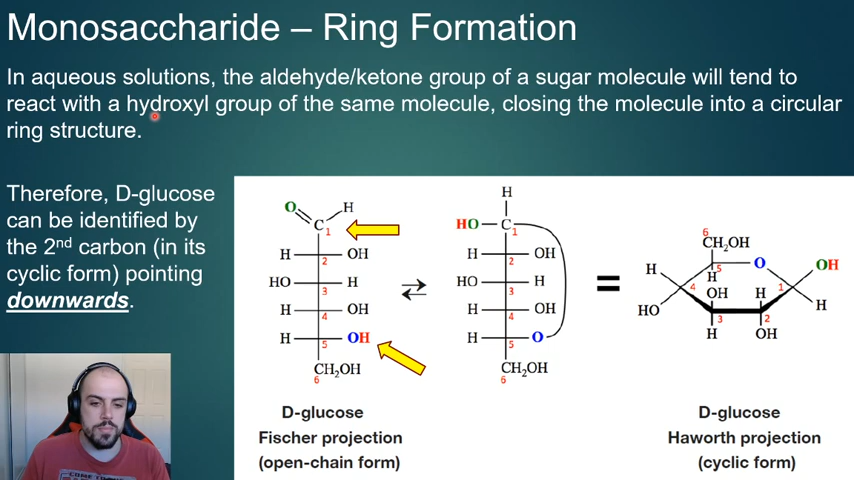 Monosaccharide – Ring Formation
In aqueous solutions, the aldehyde/ketone group of a sugar molecule will tend to
react with a hydroxyl group of the same molecule, closing the molecule into a circular
ring structure.
Therefore, D-glucose
can be identified by
the 2nd carbon (in its
cyclic form) pointing
downwards.
O H
C 1
H 2 OH
HO 3 H
H 4 OH
H 5 OH
CH2OH
6
D-glucose
Fischer projection
(open-chain form)
H
HO C 1
H 2 OH
HO 3 H
H 4 OH
H 5 O
CH2OH
6
=
6
CH2OH
H 5 O OH
H
4 OH H 1
HO 3 2 H
H OH
D-glucose
Haworth projection
(cyclic form)